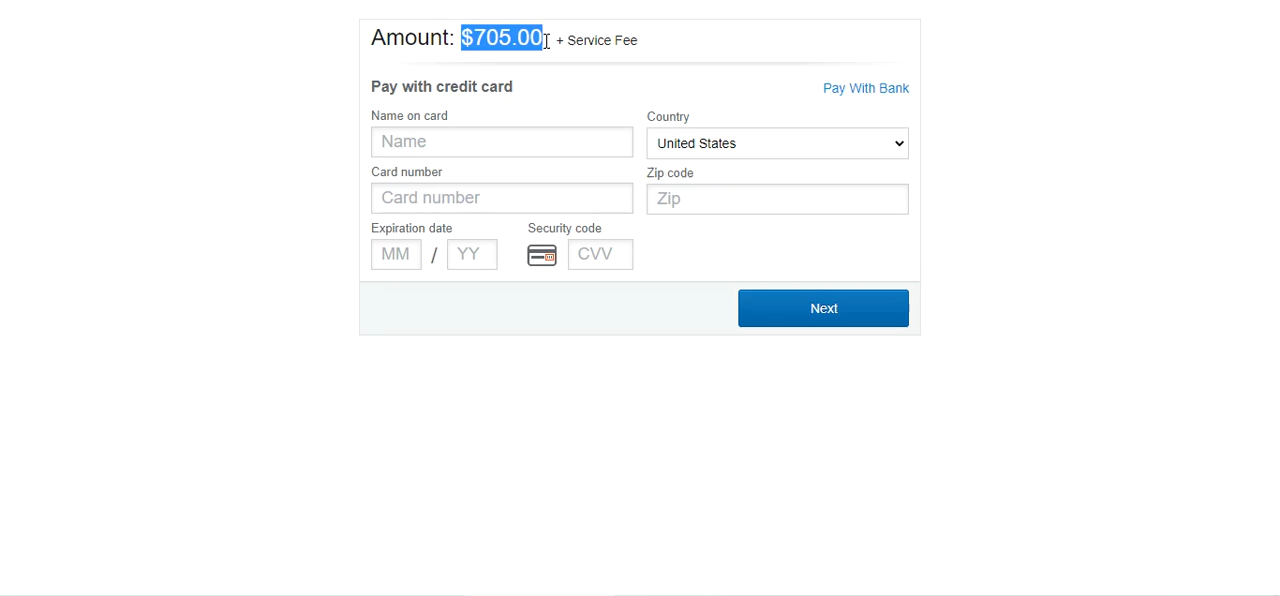 Amount: $705.00 + Service Fee
Pay with credit card
Pay With Bank
Name on card
Country
Name
United States
Card number
Zip code
Card number
Zip
Expiration date
Security code
MM / YY
CVV
Next